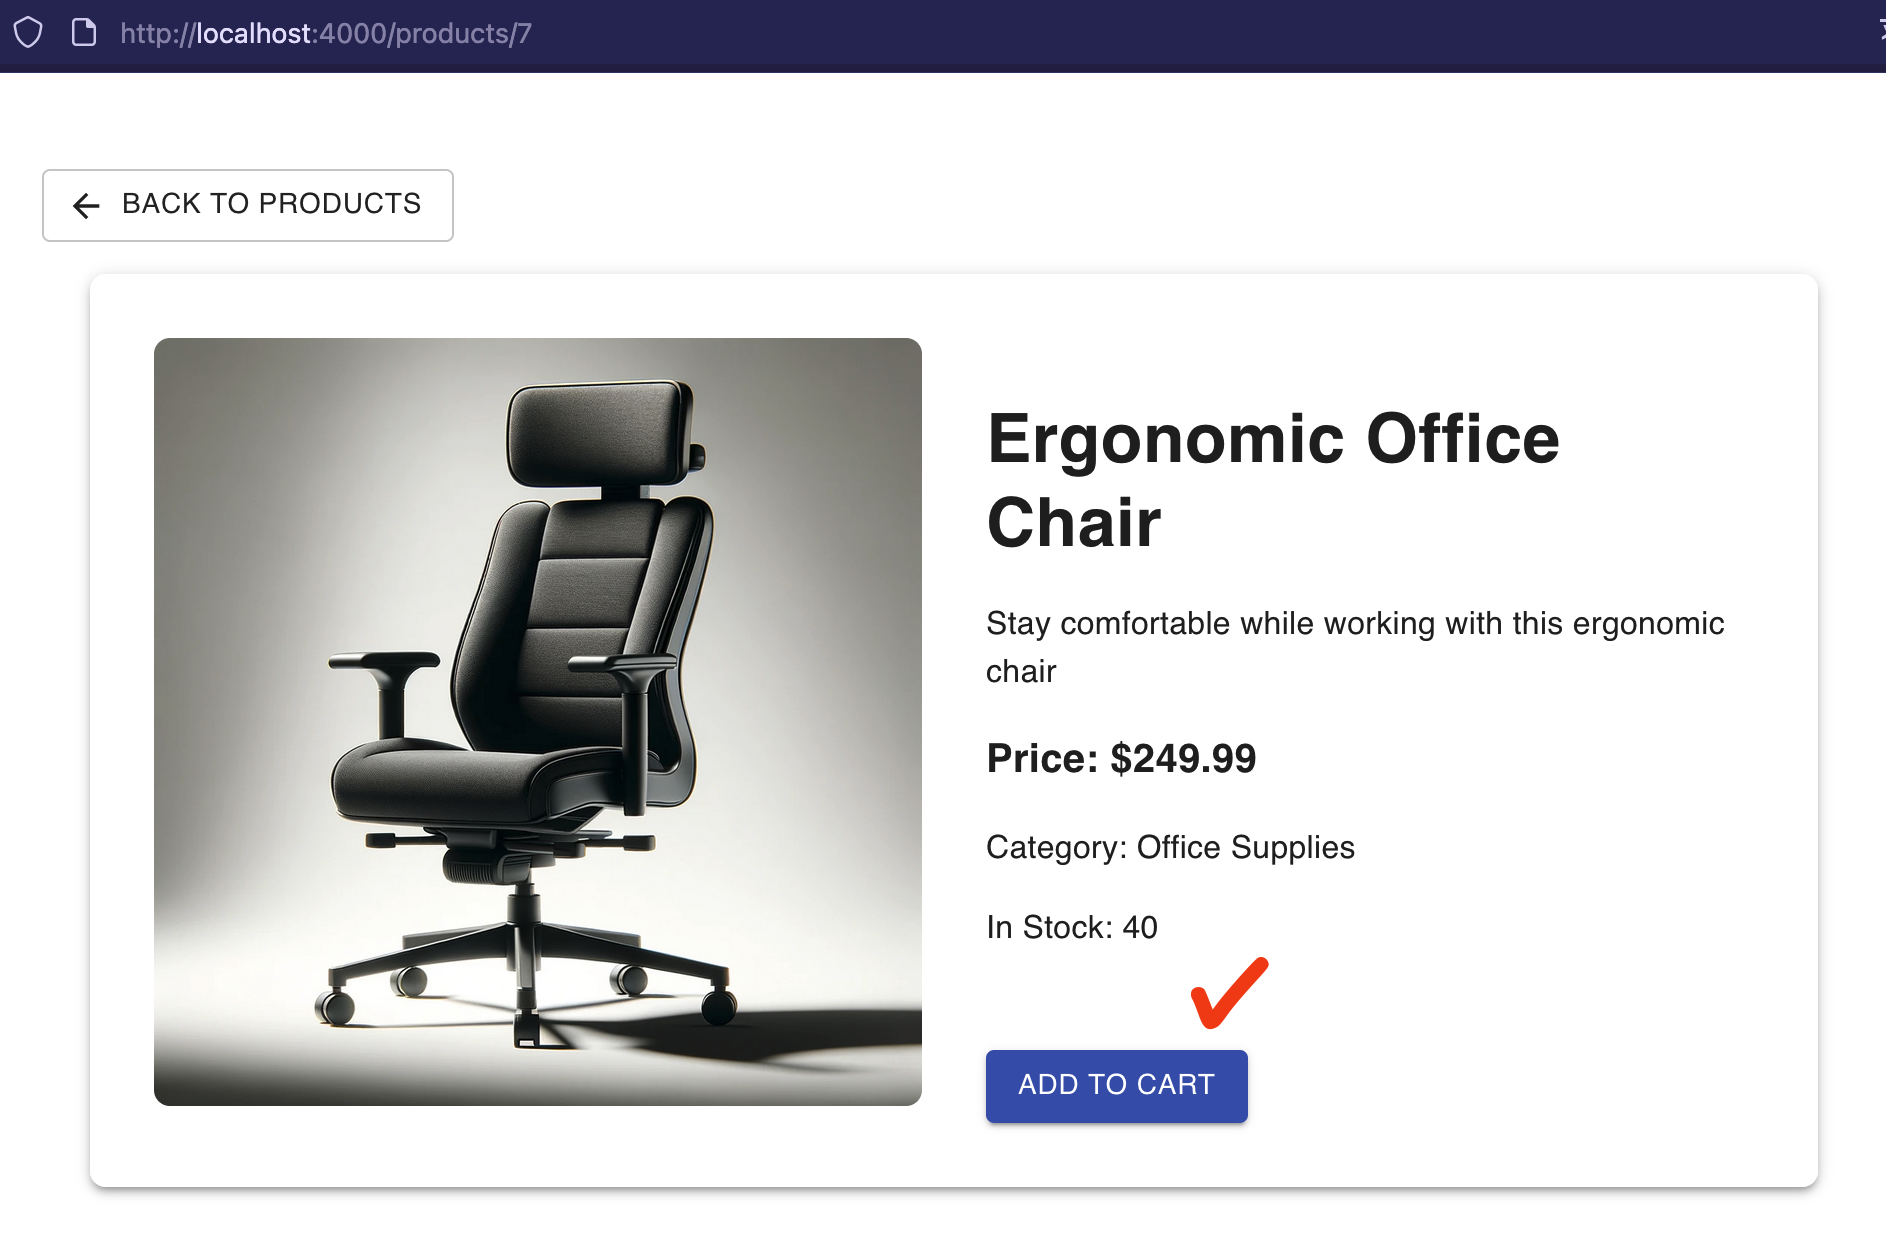 http://localhost:4000/products/7
BACK TO PRODUCTS
Ergonomic Office
Chair
Stay comfortable while working with this ergonomic
chair
Price: $249.99
Category: Office Supplies
In Stock: 40
ADD TO CART